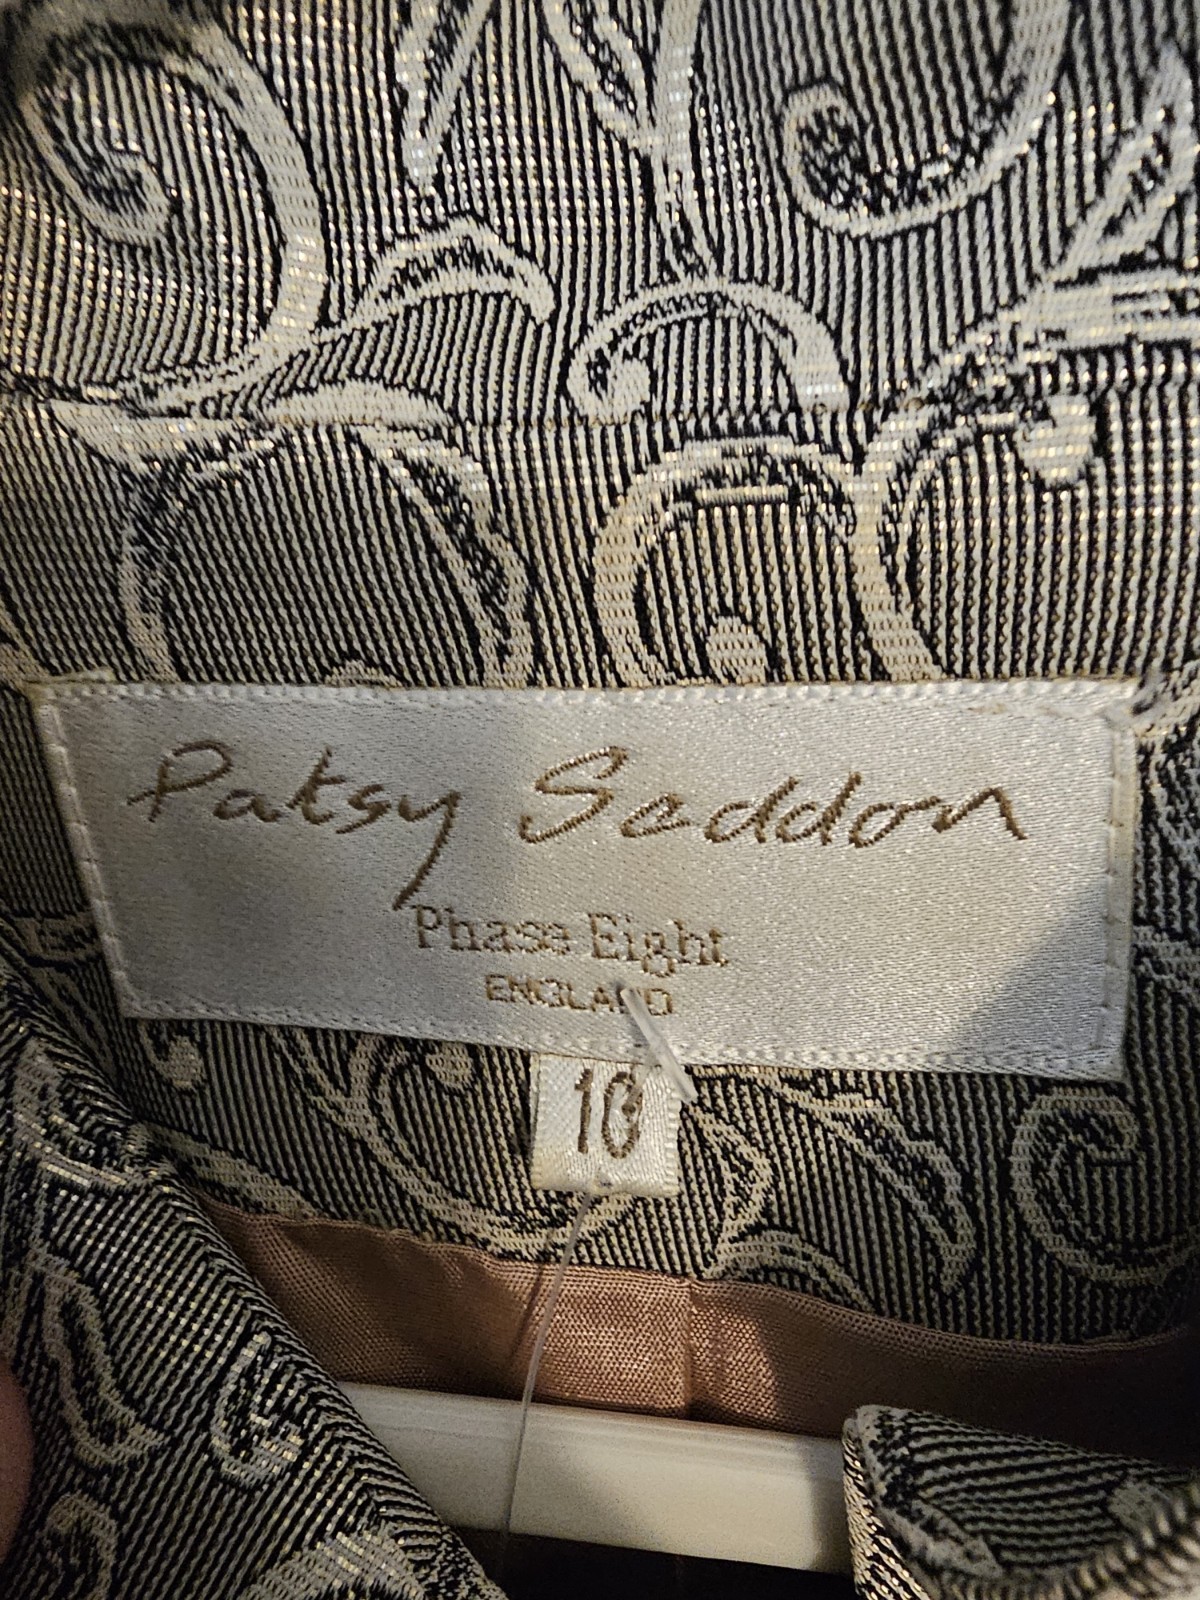 Patsy Seddon
Phase Eight
ENGLAND
10